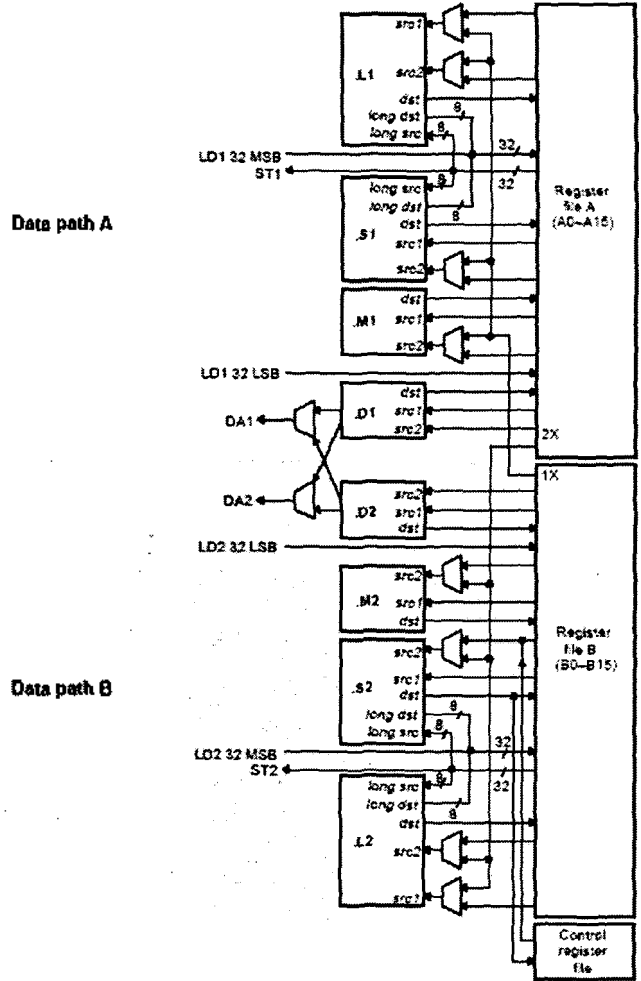 src1
.L1
src2
dst
8
long dst
8
long src
LD1 32 MSB
32
ST1
8
32
long src
long dst
8
Register
file A
(A0–A15)
Data path A
dst
.S1
src1
src2
dst
.M1
src1
src2
LD1 32 LSB
dst
.D1
src1
DA1
src2
2X
1X
src2
DA2
.D2
src1
dst
LD2 32 LSB
src2
.M2
src1
dst
Register
file B
(B0–B15)
src2
.S2
src1
Data path B
dst
8
long dst
8
long src
LD2 32 MSB
32
ST2
8
32
long src
long dst
8
dst
.L2
src2
src1
Control
register
file